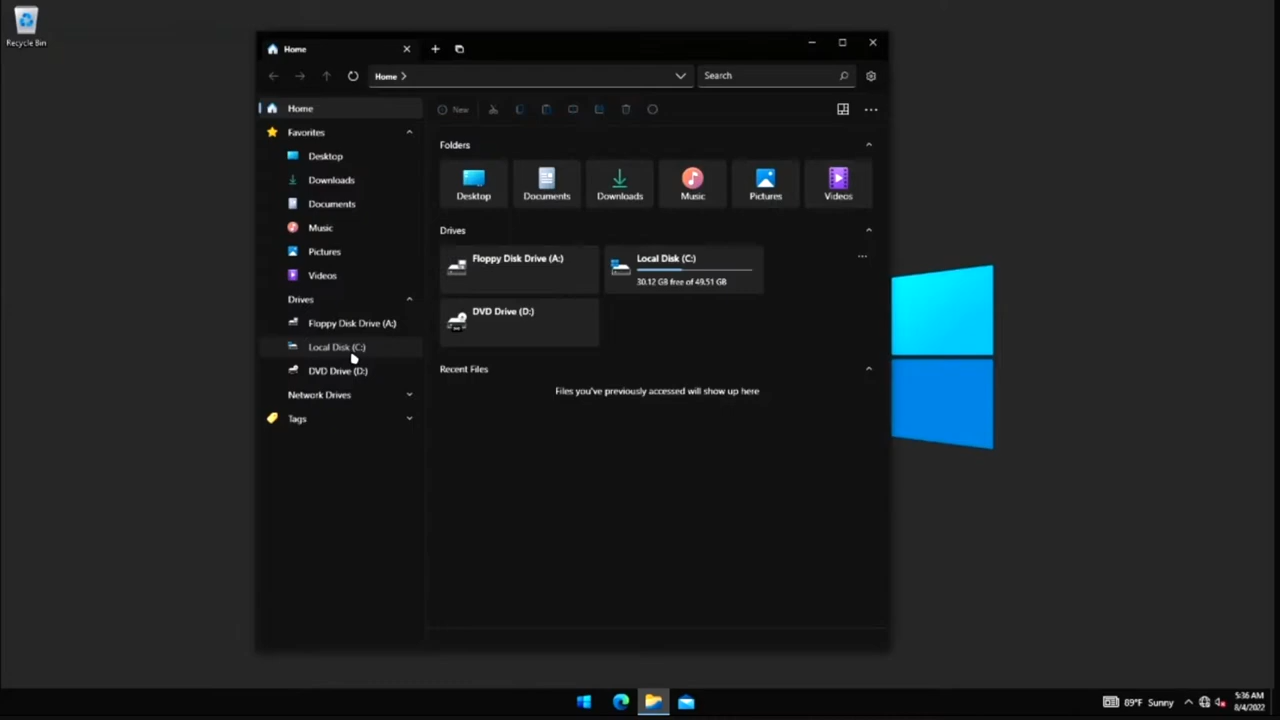 Recycle Bin
Home
Home
Search
Home
New
Favorites
Desktop
Downloads
Documents
Music
Pictures
Videos
Drives
Floppy Disk Drive (A:)
Local Disk (C:)
DVD Drive (D:)
Network Drives
Tags
Folders
Desktop
Documents
Downloads
Music
Pictures
Videos
Drives
Floppy Disk Drive (A:)
Local Disk (C:)
30.12 GB free of 49.51 GB
DVD Drive (D:)
Recent Files
Files you've previously accessed will show up here
89°F Sunny
5:36 AM
8/4/2022